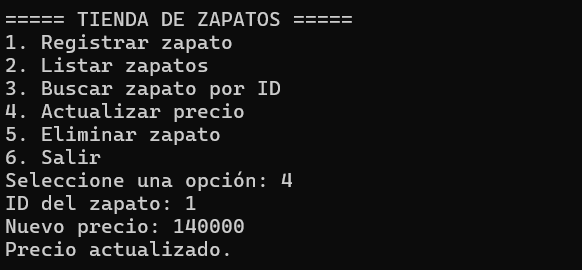 ===== TIENDA DE ZAPATOS =====
1. Registrar zapato
2. Listar zapatos
3. Buscar zapato por ID
4. Actualizar precio
5. Eliminar zapato
6. Salir
Seleccione una opción: 4
ID del zapato: 1
Nuevo precio: 140000
Precio actualizado.